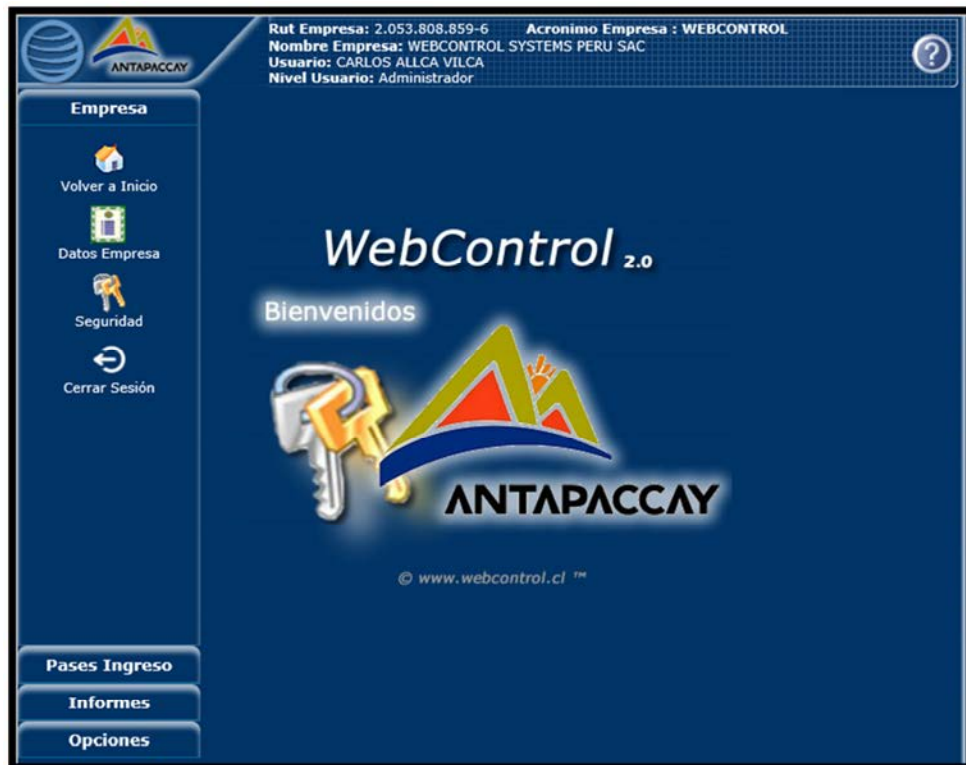 ANTAPACCAY
Rut Empresa: 2.053.808.859-6 Acronimo Empresa : WEBCONTROL
Nombre Empresa: WEBCONTROL SYSTEMS PERU SAC
Usuario: CARLOS ALLCA VILCA
Nivel Usuario: Administrador
?
Empresa
Volver a Inicio
Datos Empresa
Seguridad
Cerrar Sesión
WebControl 2.0
Bienvenidos
ANTAPACCAY
© www.webcontrol.cl ™
Pases Ingreso
Informes
Opciones